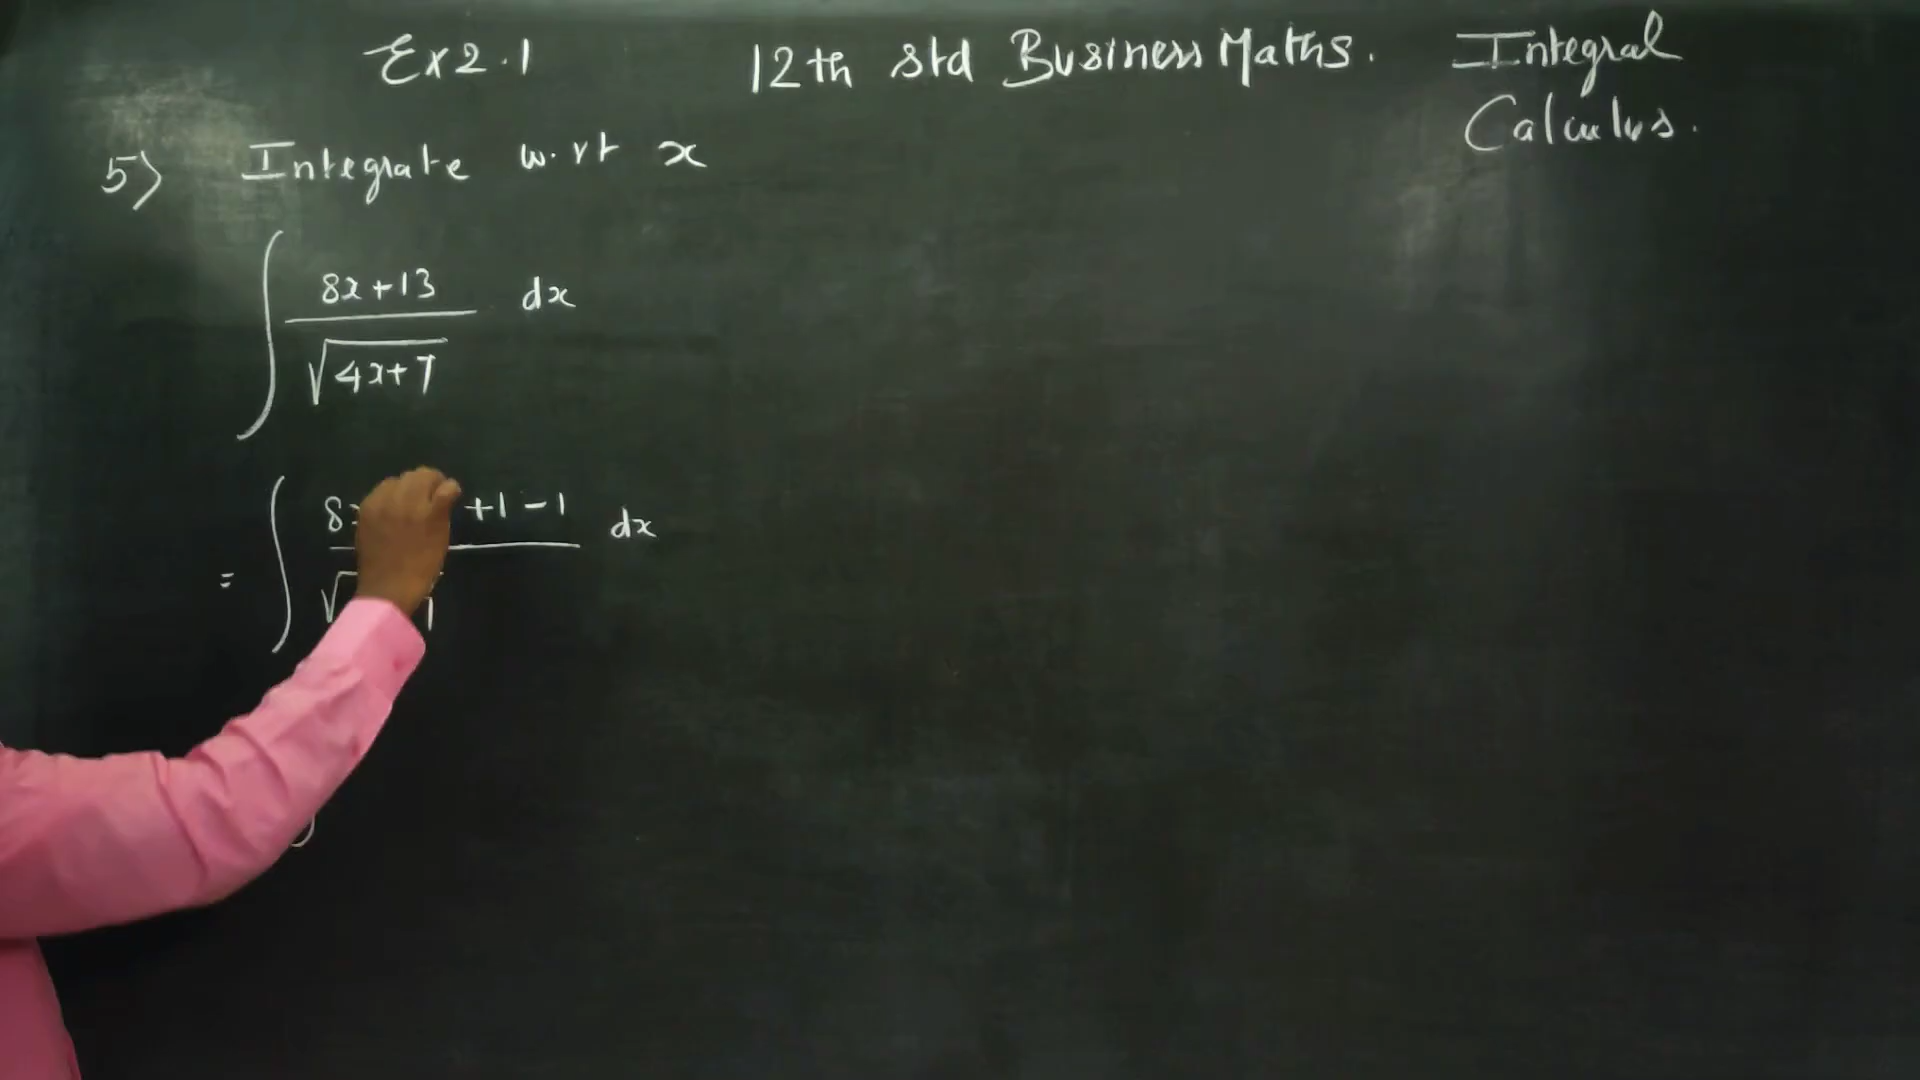 Ex 2.1 12th std Business Maths. Integral
Calculus.
5) Integrate w.r.t x
∫ 8x+13 dx
√4x+7
= ∫ 8x +1-1 dx
√